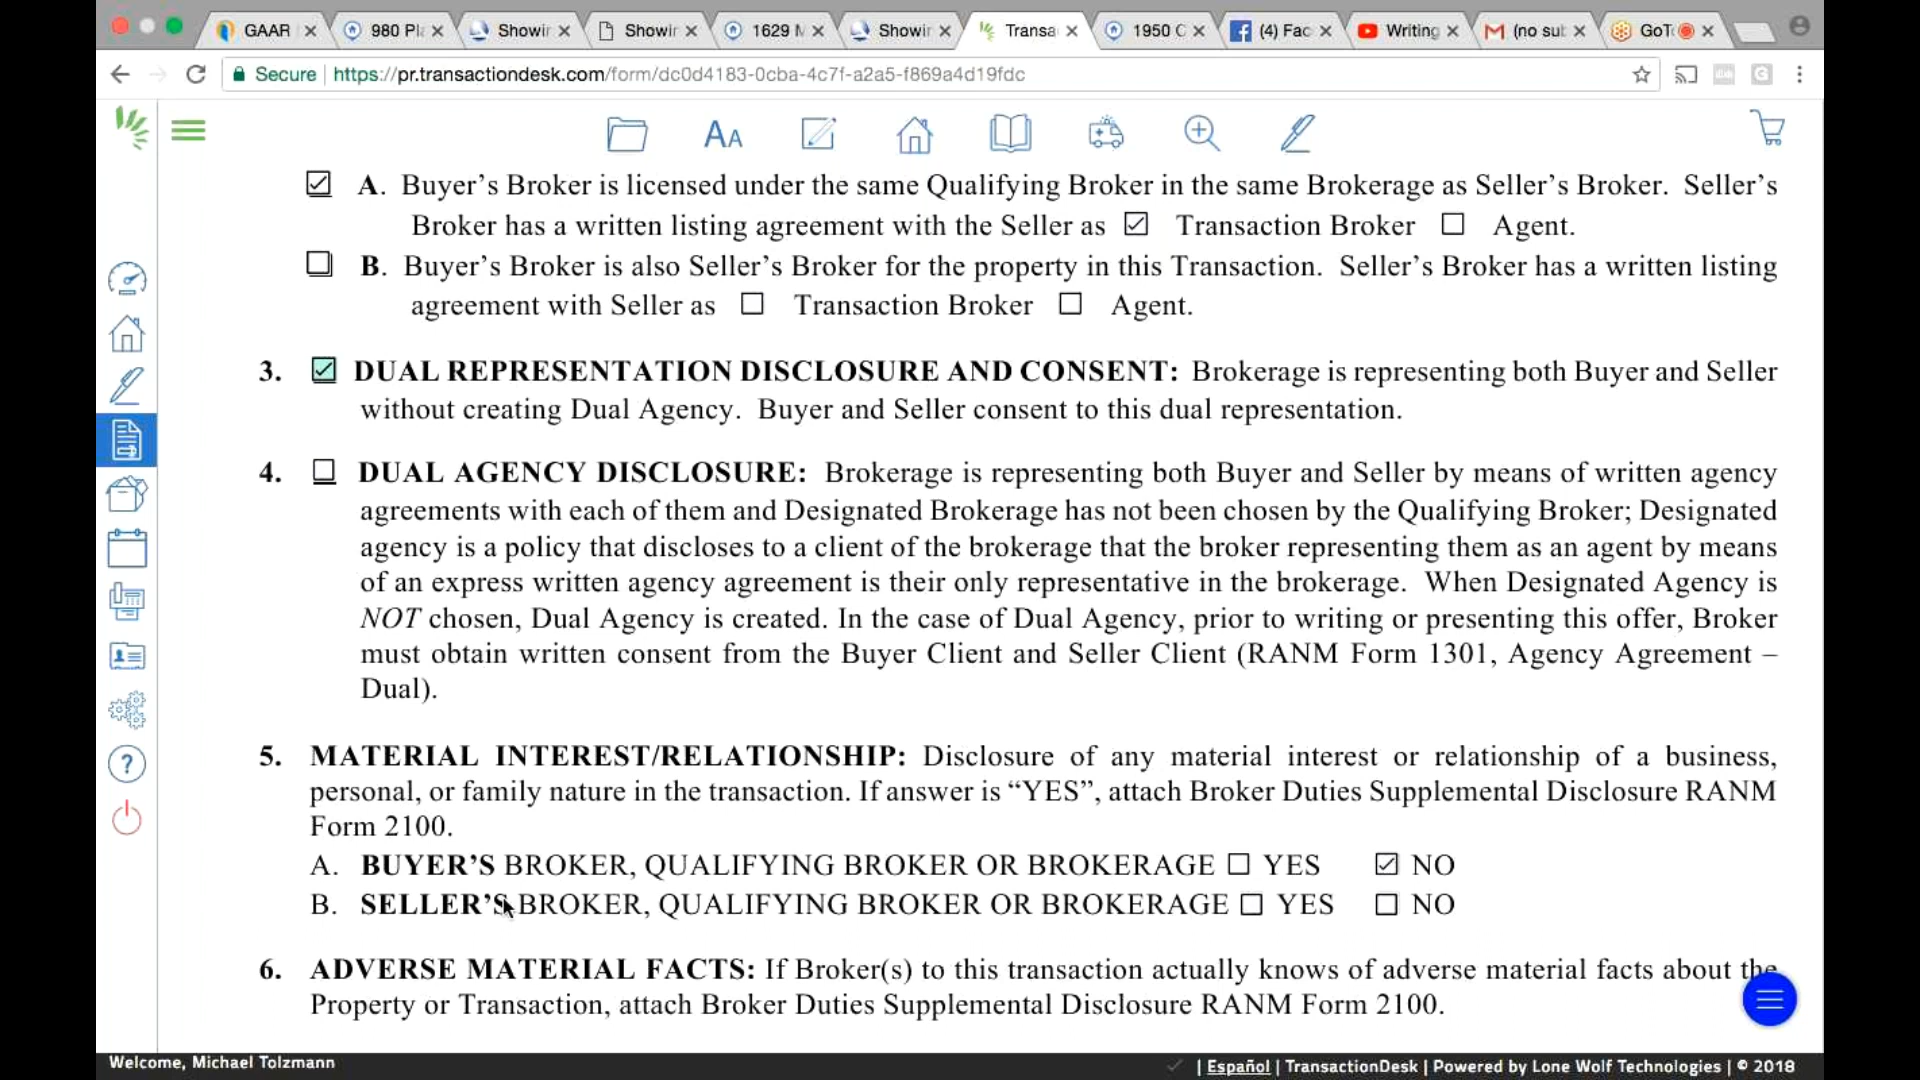 GAAR
980 Pla
Showin
Showin
1629 M
Showin
Transa
1950 C
(4) Fac
Writing
(no sub
GoTo
Secure | https://pr.transactiondesk.com/form/dc0d4183-0cba-4c7f-a2a5-f869a4d19fdc
AA
A. Buyer’s Broker is licensed under the same Qualifying Broker in the same Brokerage as Seller’s Broker. Seller’s
Broker has a written listing agreement with the Seller as ☑ Transaction Broker ☐ Agent.
B. Buyer’s Broker is also Seller’s Broker for the property in this Transaction. Seller’s Broker has a written listing
agreement with Seller as ☐ Transaction Broker ☐ Agent.
3. ☑ DUAL REPRESENTATION DISCLOSURE AND CONSENT: Brokerage is representing both Buyer and Seller
without creating Dual Agency. Buyer and Seller consent to this dual representation.
4. ☐ DUAL AGENCY DISCLOSURE: Brokerage is representing both Buyer and Seller by means of written agency
agreements with each of them and Designated Brokerage has not been chosen by the Qualifying Broker; Designated
agency is a policy that discloses to a client of the brokerage that the broker representing them as an agent by means
of an express written agency agreement is their only representative in the brokerage. When Designated Agency is
NOT chosen, Dual Agency is created. In the case of Dual Agency, prior to writing or presenting this offer, Broker
must obtain written consent from the Buyer Client and Seller Client (RANM Form 1301, Agency Agreement –
Dual).
5. MATERIAL INTEREST/RELATIONSHIP: Disclosure of any material interest or relationship of a business,
personal, or family nature in the transaction. If answer is “YES”, attach Broker Duties Supplemental Disclosure RANM
Form 2100.
A. BUYER’S BROKER, QUALIFYING BROKER OR BROKERAGE ☐ YES ☑ NO
B. SELLER’S BROKER, QUALIFYING BROKER OR BROKERAGE ☐ YES ☐ NO
6. ADVERSE MATERIAL FACTS: If Broker(s) to this transaction actually knows of adverse material facts about the
Property or Transaction, attach Broker Duties Supplemental Disclosure RANM Form 2100.
Welcome, Michael Tolzmann
| Español | TransactionDesk | Powered by Lone Wolf Technologies | © 2018